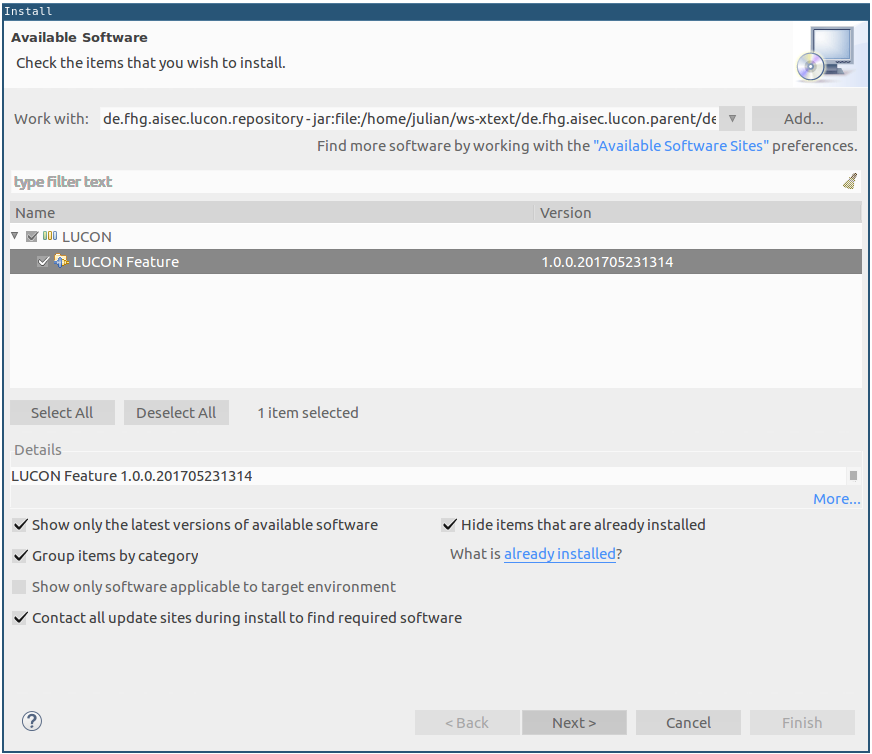 Install
Available Software
Check the items that you wish to install.
Work with: de.fhg.aisec.lucon.repository - jar:file:/home/julian/ws-xtext/de.fhg.aisec.lucon.parent/de Add...
Find more software by working with the "Available Software Sites" preferences.
type filter text
Name Version
LUCON
LUCON Feature 1.0.0.201705231314
Select All Deselect All 1 item selected
Details
LUCON Feature 1.0.0.201705231314
More...
Show only the latest versions of available software Hide items that are already installed
Group items by category What is already installed?
Show only software applicable to target environment
Contact all update sites during install to find required software
? < Back Next > Cancel Finish